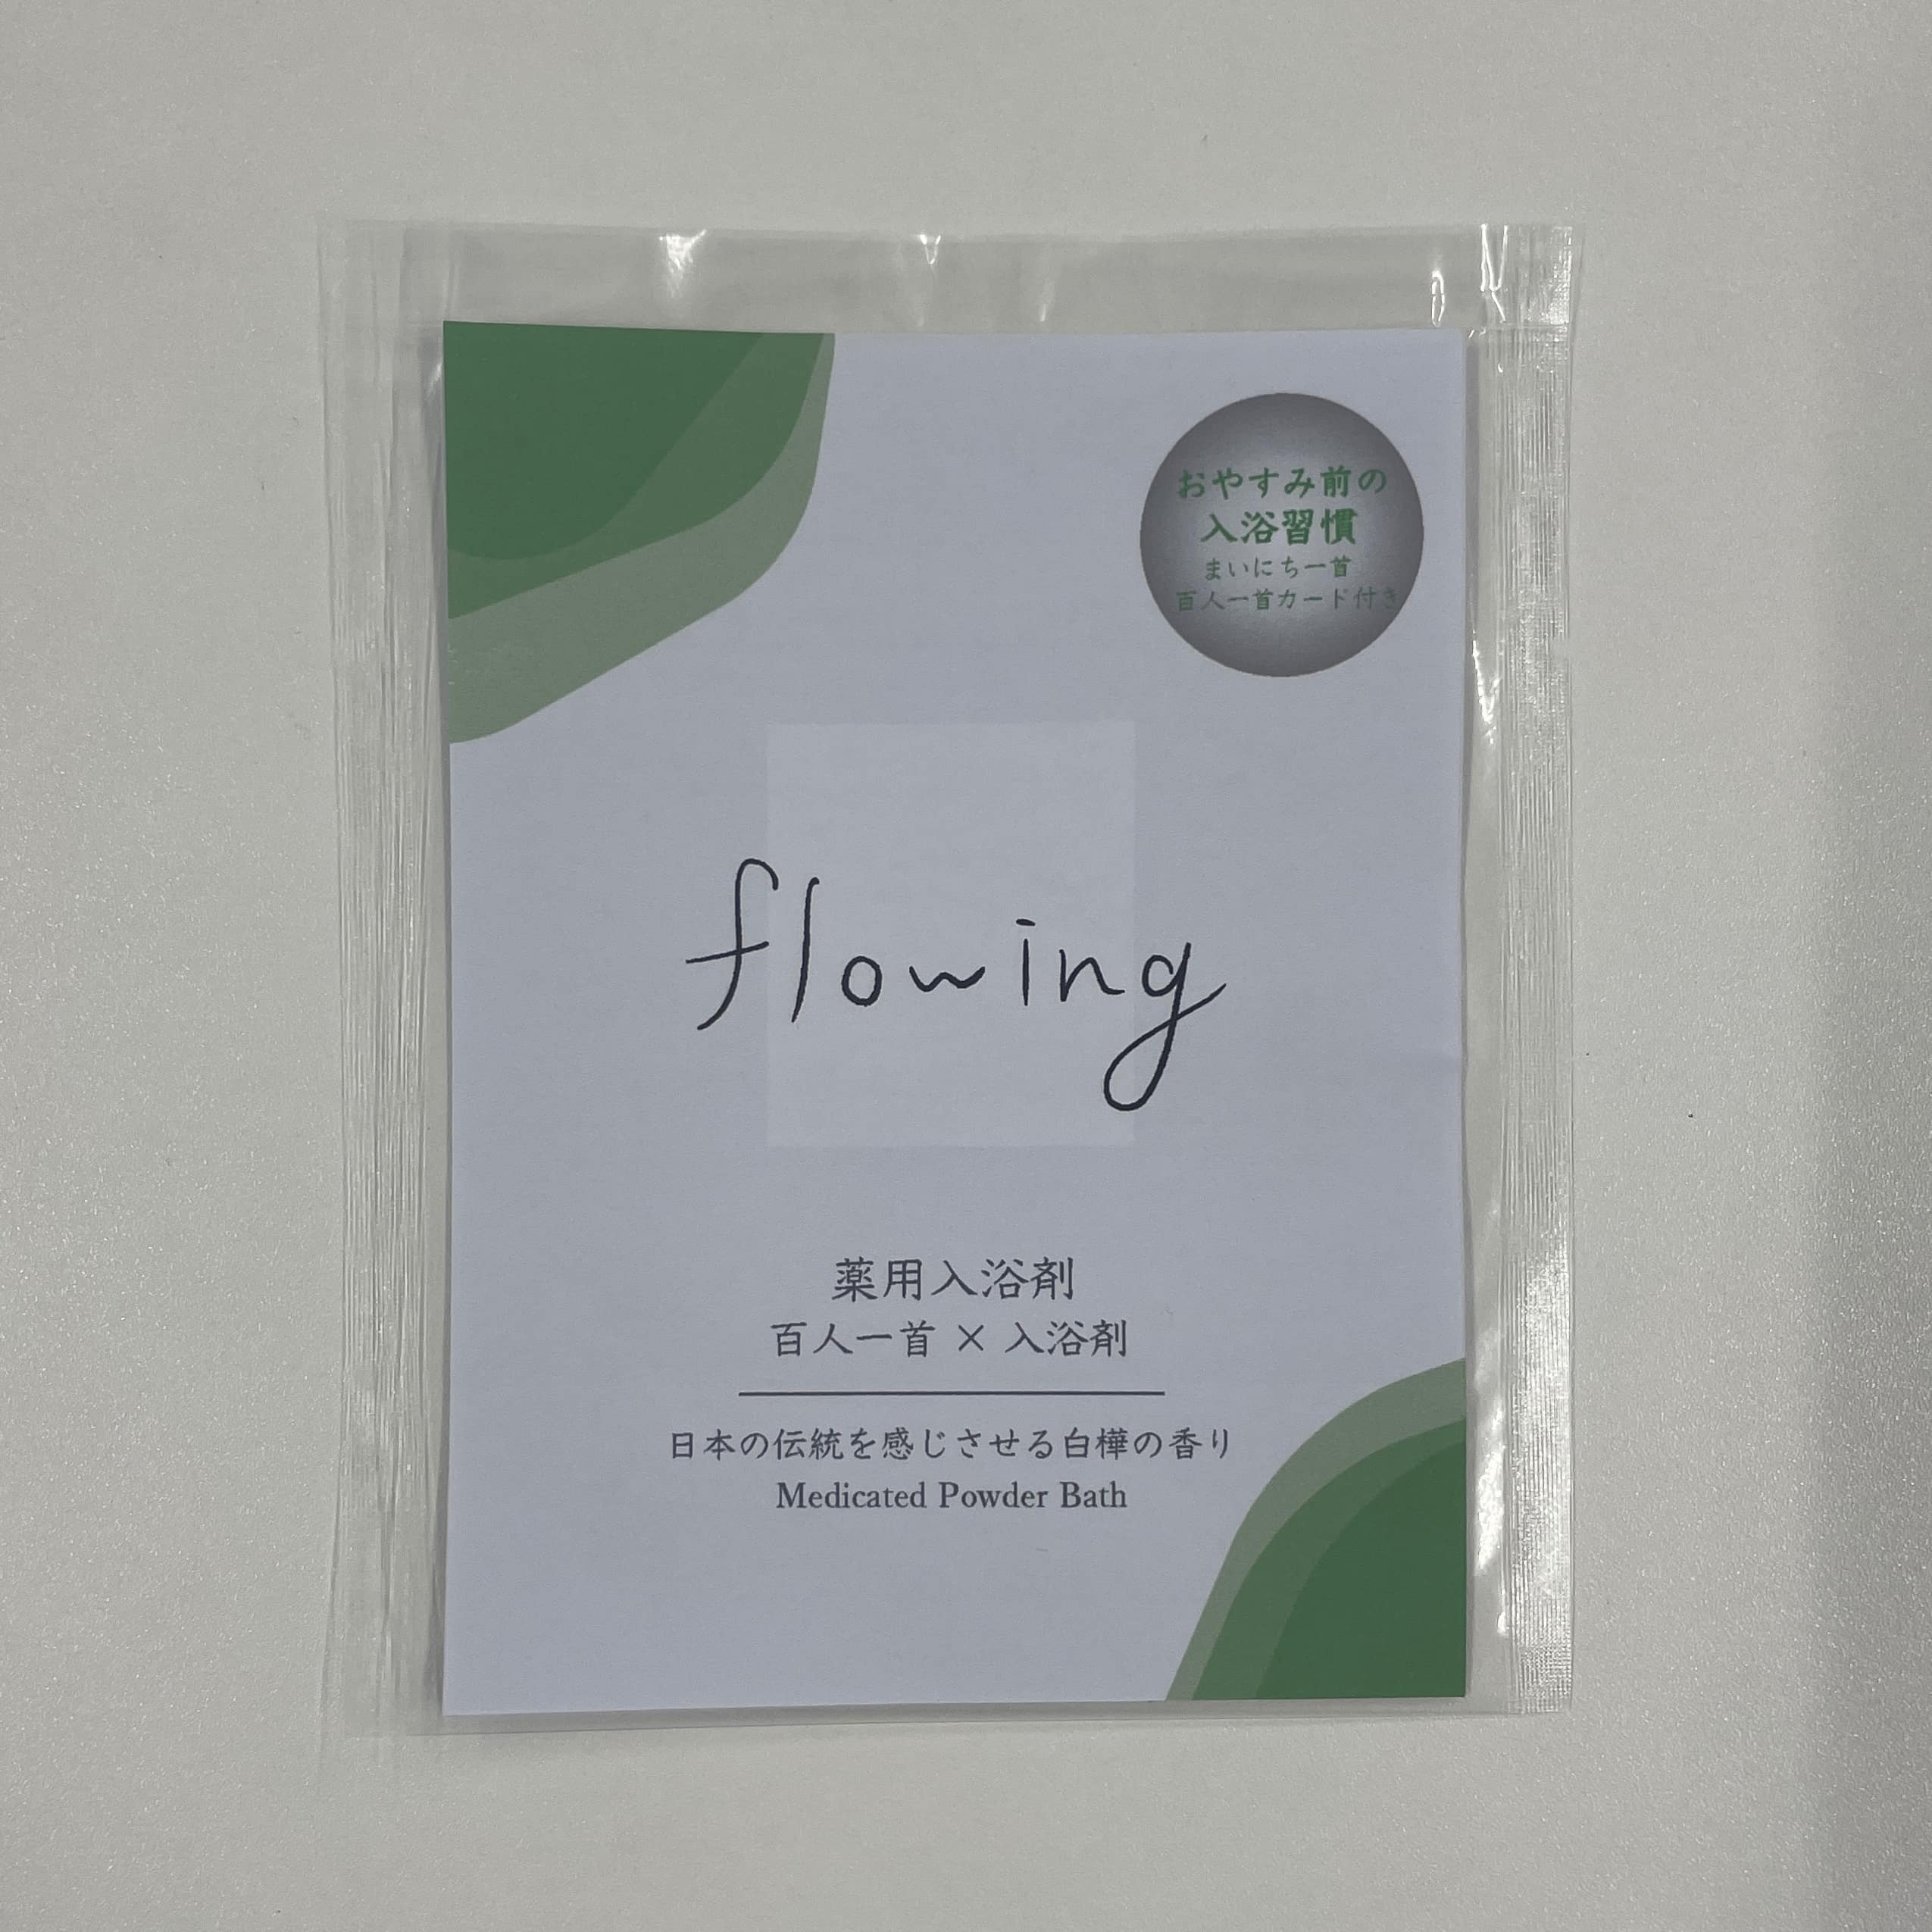 おやすみ前の
入浴習慣
まいにち一首
百人一首カード付き
flowing
薬用入浴剤
百人一首 × 入浴剤
日本の伝統を感じさせる白樺の香り
Medicated Powder Bath